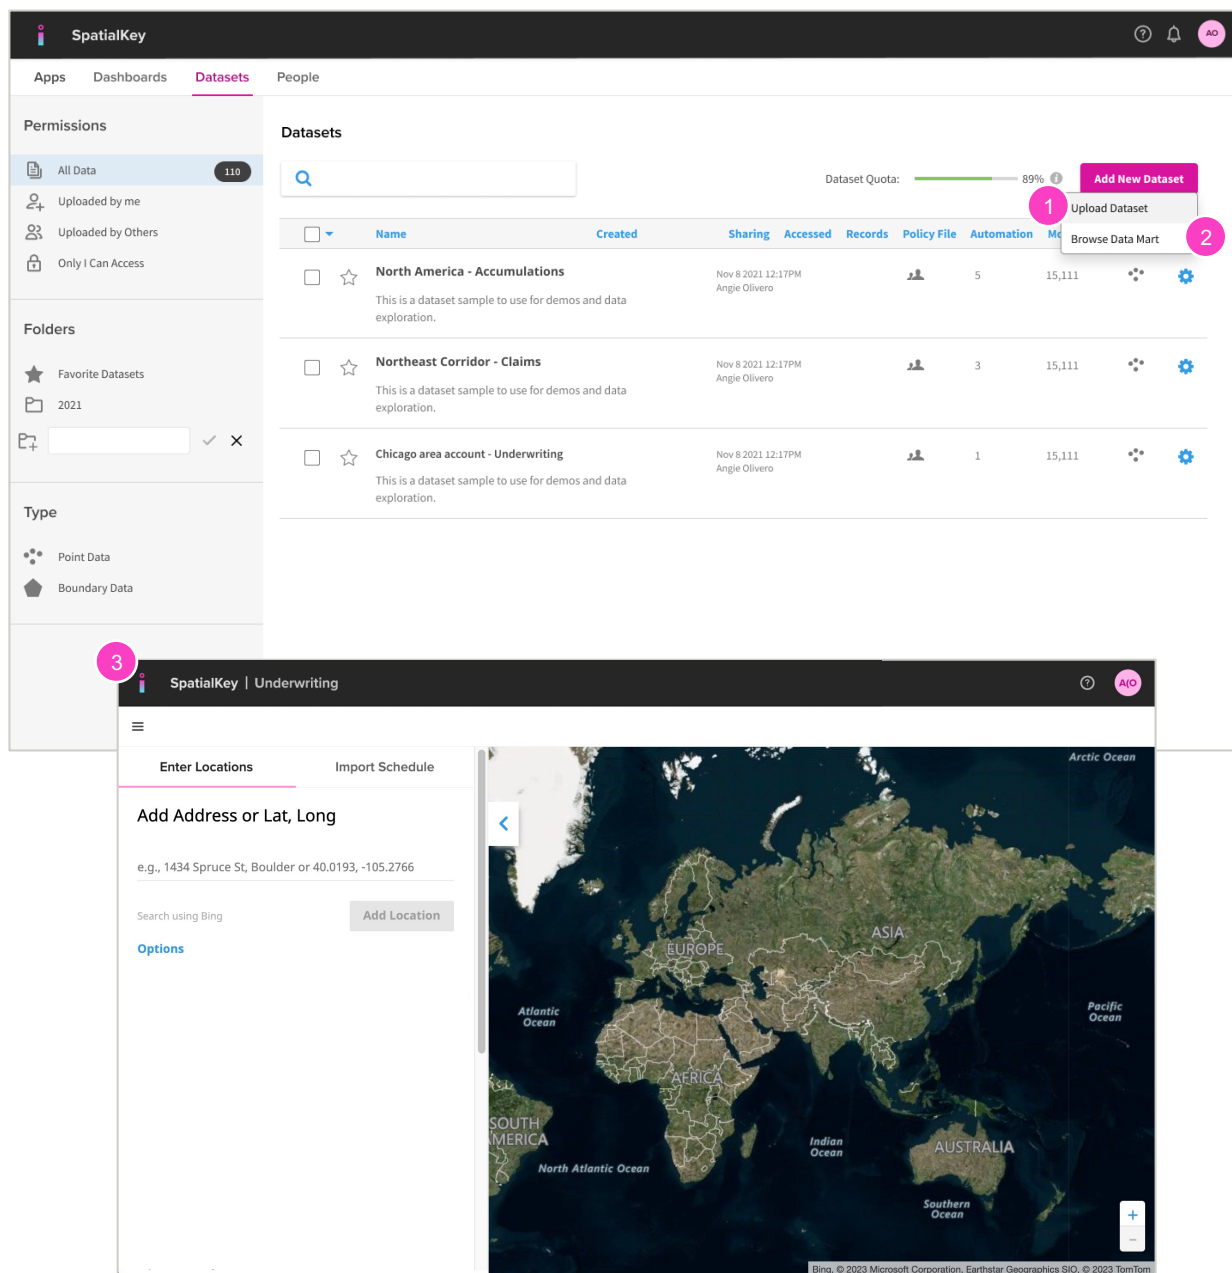 SpatialKey
AO
Apps Dashboards Datasets People
Permissions
All Data 110
Uploaded by me
Uploaded by Others
Only I Can Access
Folders
Favorite Datasets
2021
Type
Point Data
Boundary Data
Datasets
Dataset Quota: 89% Add New Dataset
1 Upload Dataset
Browse Data Mart 2
Name Created Sharing Accessed Records Policy File Automation
North America - Accumulations
This is a dataset sample to use for demos and data
exploration.
Nov 8 2021 12:17PM
Angie Olivero
5 15,111
Northeast Corridor - Claims
This is a dataset sample to use for demos and data
exploration.
Nov 8 2021 12:17PM
Angie Olivero
3 15,111
Chicago area account - Underwriting
This is a dataset sample to use for demos and data
exploration.
Nov 8 2021 12:17PM
Angie Olivero
1 15,111
3
SpatialKey | Underwriting
A(O
Enter Locations Import Schedule
Add Address or Lat, Long
e.g., 1434 Spruce St, Boulder or 40.0193, -105.2766
Search using Bing Add Location
Options
Arctic Ocean
ASIA
EUROPE
Atlantic
Ocean
Pacific
Ocean
AFRICA
SOUTH
MERICA
Indian
Ocean
AUSTRALIA
North Atlantic Ocean
Southern
Ocean
Bing, © 2023 Microsoft Corporation, Earthstar Geographics SIO, © 2023 TomTom